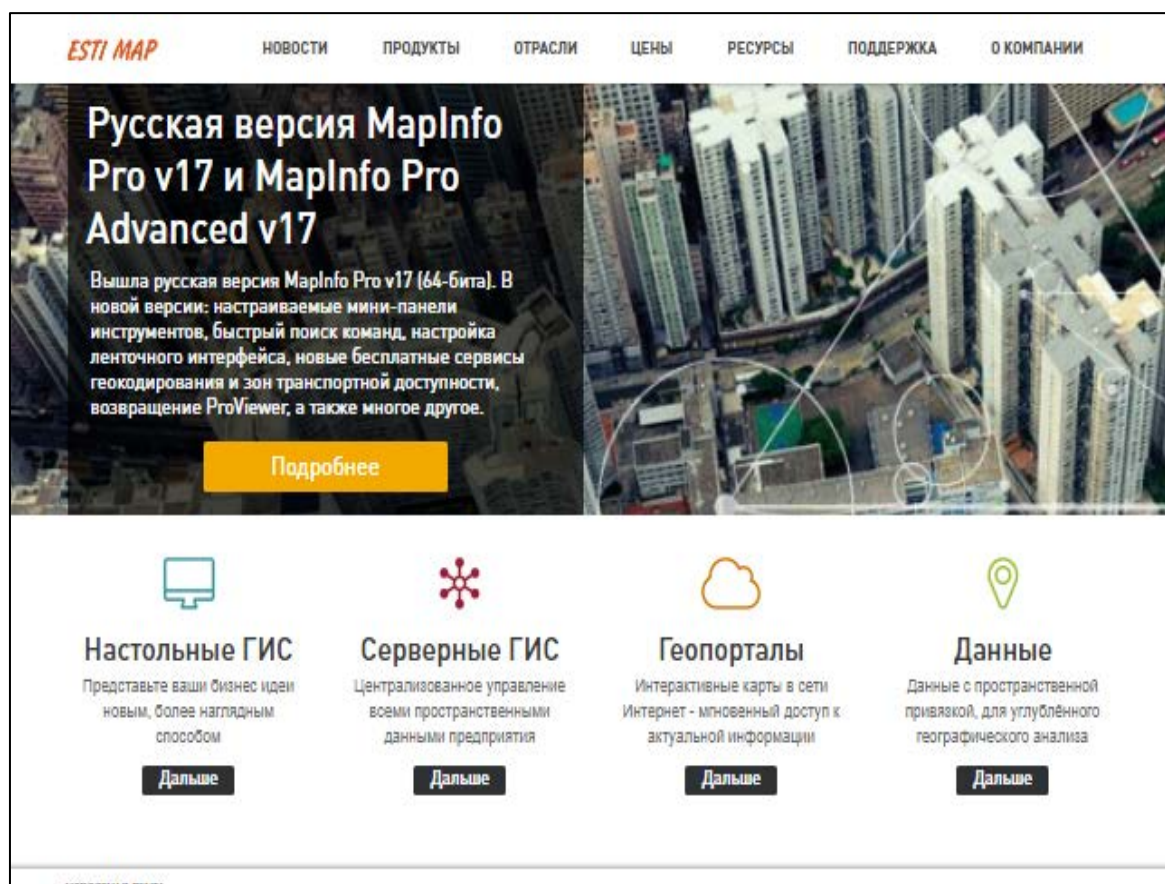 ESTI MAP
НОВОСТИ ПРОДУКТЫ ОТРАСЛИ ЦЕНЫ РЕСУРСЫ ПОДДЕРЖКА О КОМПАНИИ
Русская версия MapInfo
Pro v17 и MapInfo Pro
Advanced v17
Вышла русская версия MapInfo Pro v17 (64-бита). В
новой версии: настраиваемые мини-панели
инструментов, быстрый поиск команд, настройка
ленточного интерфейса, новые бесплатные сервисы
геокодирования и зон транспортной доступности,
возвращение ProViewer, а также многое другое.
Подробнее
Настольные ГИС
Представьте ваши бизнес идеи
новым, более наглядным
способом
Дальше
Серверные ГИС
Централизованное управление
всеми пространственными
данными предприятия
Дальше
Геопорталы
Интерактивные карты в сети
Интернет - мгновенный доступ к
актуальной информации
Дальше
Данные
Данные с пространственной
привязкой, для углублённого
географического анализа
Дальше